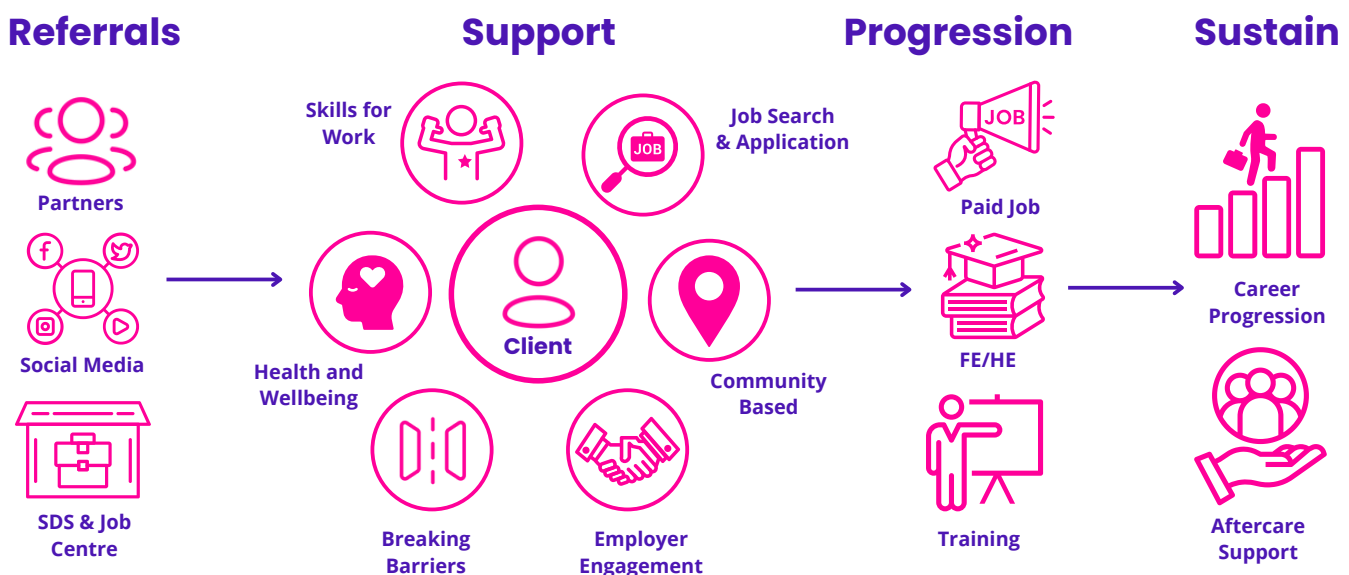 Referrals
Support
Progression
Sustain
Partners
Social Media
SDS & Job
Centre
Skills for
Work
JOB
Job Search
& Application
Client
Health and
Wellbeing
Community
Based
Breaking
Barriers
Employer
Engagement
JOB
Paid Job
FE/HE
Training
Career
Progression
Aftercare
Support